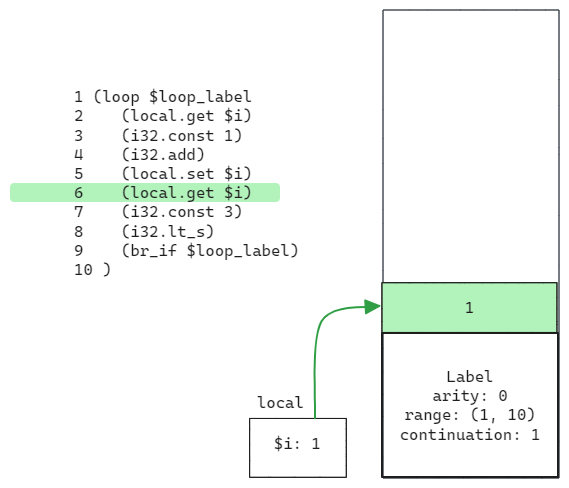 1 (loop $loop_label
2    (local.get $i)
3    (i32.const 1)
4    (i32.add)
5    (local.set $i)
6    (local.get $i)
7    (i32.const 3)
8    (i32.lt_s)
9    (br_if $loop_label)
10 )
1
Label
arity: 0
range: (1, 10)
continuation: 1
local
$i: 1